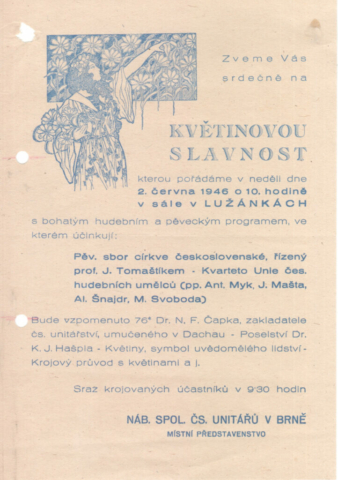 Zveme Vás
srdečně na
KVĚTINOVOU
SLAVNOST
kterou pořádáme v neděli dne
2. června 1946 o 10. hodině
v sále v LUŽÁNKÁCH
s bohatým hudebním a pěveckým programem, ve
kterém účinkují:
Pěv. sbor církve československé, řízený
prof. J. Tomaštíkem - Kvarteto Unie čes.
hudebních umělců (pp. Ant. Myk, J. Mašta,
Al. Šnajdr, M. Svoboda)
Bude vzpomenuto 76ti Dr. N. F. Čapka, zakladatele
čs. unitářství, umučeného v Dachau - Poselství Dr.
K. J. Hašpla - Květiny, symbol uvědomělého lidství -
Krojový průvod s květinami a j.
Sraz krojovaných účastníků v 9·30 hodin
NÁB. SPOL. ČS. UNITÁŘŮ V BRNĚ
MÍSTNÍ PŘEDSTAVENSTVO